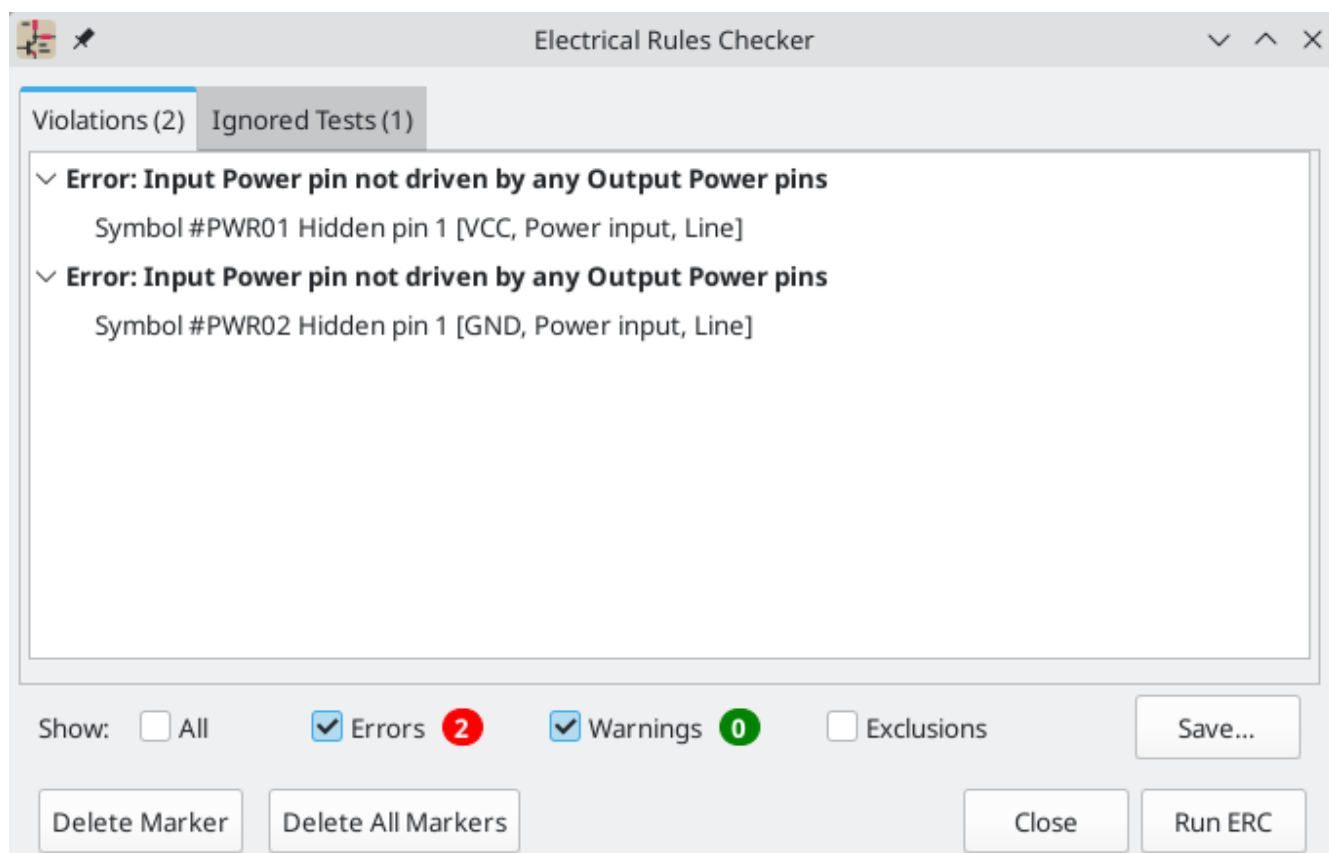 Electrical Rules Checker
Violations (2) Ignored Tests (1)
Error: Input Power pin not driven by any Output Power pins
Symbol #PWR01 Hidden pin 1 [VCC, Power input, Line]
Error: Input Power pin not driven by any Output Power pins
Symbol #PWR02 Hidden pin 1 [GND, Power input, Line]
Show: All Errors 2 Warnings 0 Exclusions Save...
Delete Marker Delete All Markers Close Run ERC